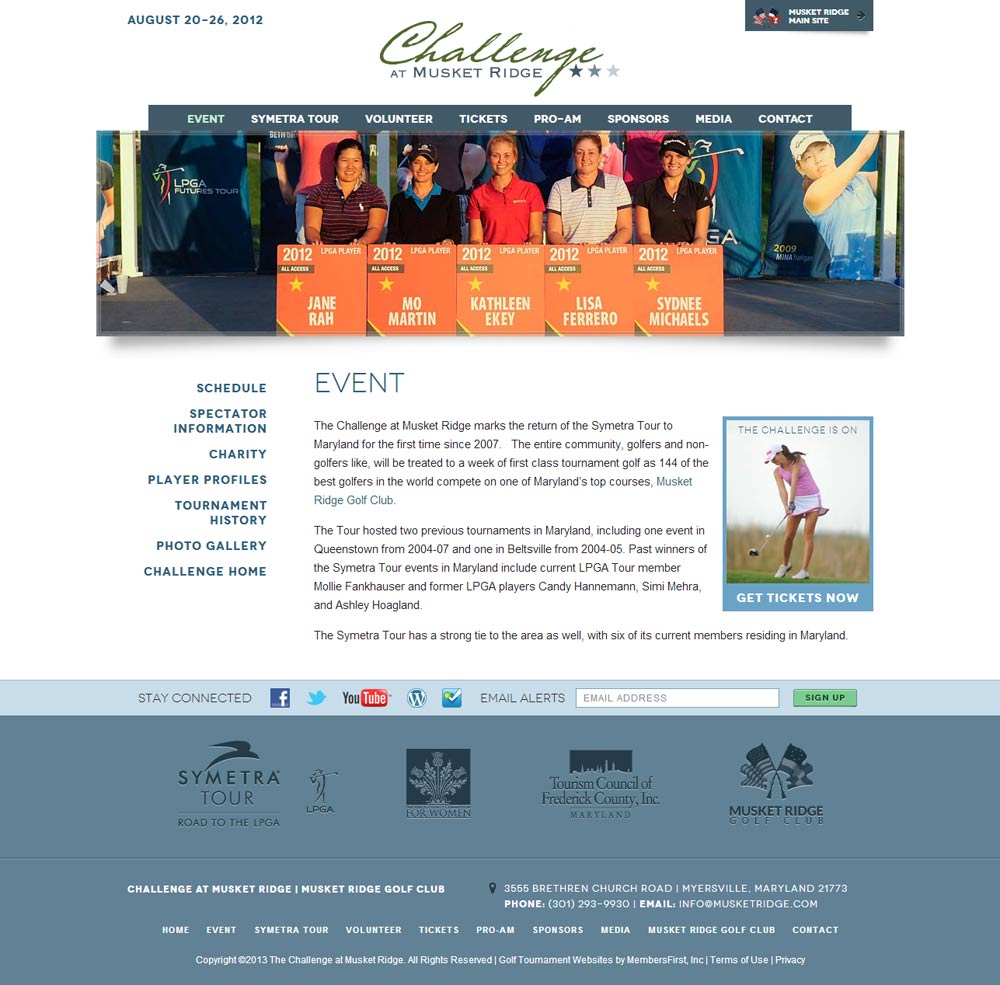 AUGUST 20-26, 2012
MUSKET RIDGE
MAIN SITE
Challenge
AT MUSKET RIDGE
EVENT SYMETRA TOUR VOLUNTEER TICKETS PRO-AM SPONSORS MEDIA CONTACT
LPGA
FUTURES TOUR
2009
MINA
2012 LPGA PLAYER
ALL ACCESS
JANE
RAH
2012 LPGA PLAYER
ALL ACCESS
MO
MARTIN
2012 LPGA PLAYER
ALL ACCESS
KATHLEEN
EKEY
2012 LPGA PLAYER
ALL ACCESS
LISA
FERRERO
2012 LPGA PLAYER
ALL ACCESS
SYDNEE
MICHAELS
SCHEDULE
SPECTATOR
INFORMATION
CHARITY
PLAYER PROFILES
TOURNAMENT
HISTORY
PHOTO GALLERY
CHALLENGE HOME
EVENT
The Challenge at Musket Ridge marks the return of the Symetra Tour to
Maryland for the first time since 2007. The entire community, golfers and non-
golfers like, will be treated to a week of first class tournament golf as 144 of the
best golfers in the world compete on one of Maryland's top courses, Musket
Ridge Golf Club.
The Tour hosted two previous tournaments in Maryland, including one event in
Queenstown from 2004-07 and one in Beltsville from 2004-05. Past winners of
the Symetra Tour events in Maryland include current LPGA Tour member
Mollie Fankhauser and former LPGA players Candy Hannemann, Simi Mehra,
and Ashley Hoagland.
The Symetra Tour has a strong tie to the area as well, with six of its current members residing in Maryland.
THE CHALLENGE IS ON
GET TICKETS NOW
STAY CONNECTED
YouTube
EMAIL ALERTS
EMAIL ADDRESS
SIGN UP
SYMETRA
TOUR
ROAD TO THE LPGA
LPGA
FOR WOMEN
Tourism Council of
Frederick County, Inc.
MARYLAND
MUSKET RIDGE
GOLF CLUB
CHALLENGE AT MUSKET RIDGE | MUSKET RIDGE GOLF CLUB
3555 BRETHREN CHURCH ROAD | MYERSVILLE, MARYLAND 21773
PHONE: (301) 293-9930 | EMAIL: INFO@MUSKETRIDGE.COM
HOME EVENT SYMETRA TOUR VOLUNTEER TICKETS PRO-AM SPONSORS MEDIA MUSKET RIDGE GOLF CLUB CONTACT
Copyright ©2013 The Challenge at Musket Ridge. All Rights Reserved | Golf Tournament Websites by MembersFirst, Inc | Terms of Use | Privacy